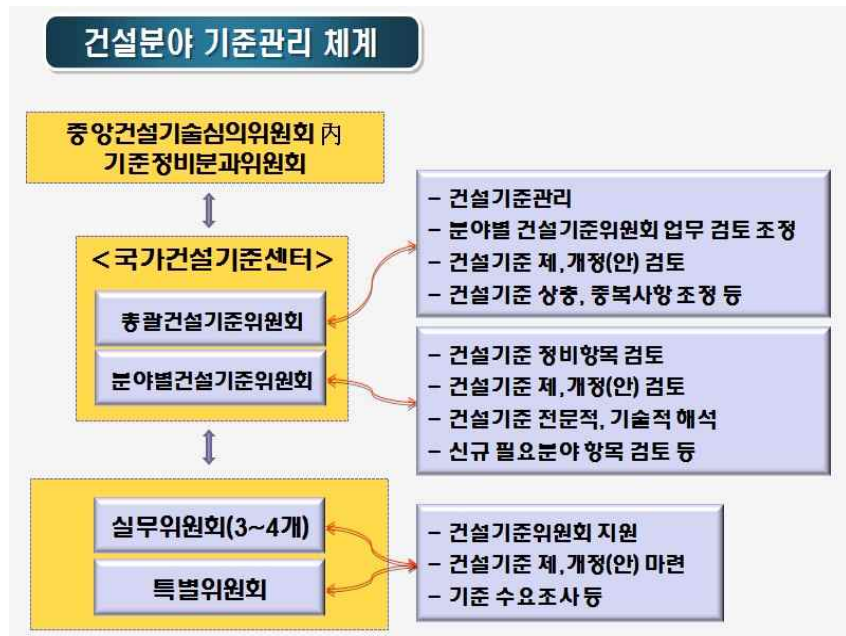 건설분야 기준관리 체계
중앙건설기술심의위원회 內
기준정비분과위원회
<국가건설기준센터>
총괄건설기준위원회
분야별건설기준위원회
- 건설기준관리
- 분야별 건설기준위원회 업무 검토 조정
- 건설기준 제,개정(안) 검토
- 건설기준 상충, 중복사항 조정 등
- 건설기준 정비항목 검토
- 건설기준 제,개정(안) 검토
- 건설기준 전문적, 기술적 해석
- 신규 필요분야 항목 검토 등
실무위원회(3~4개)
특별위원회
- 건설기준위원회 지원
- 건설기준 제,개정(안) 마련
- 기준 수요조사 등